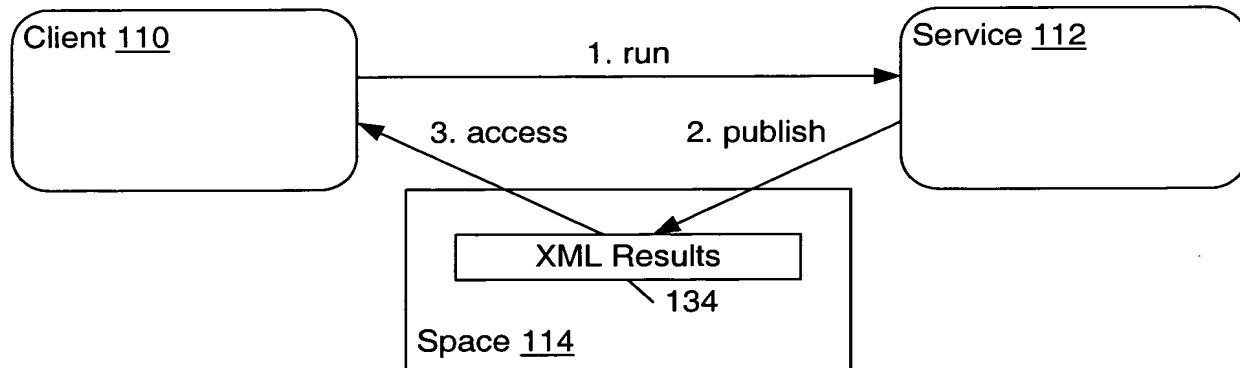 Client 110
Service 112
1. run
3. access
2. publish
XML Results
134
Space 114